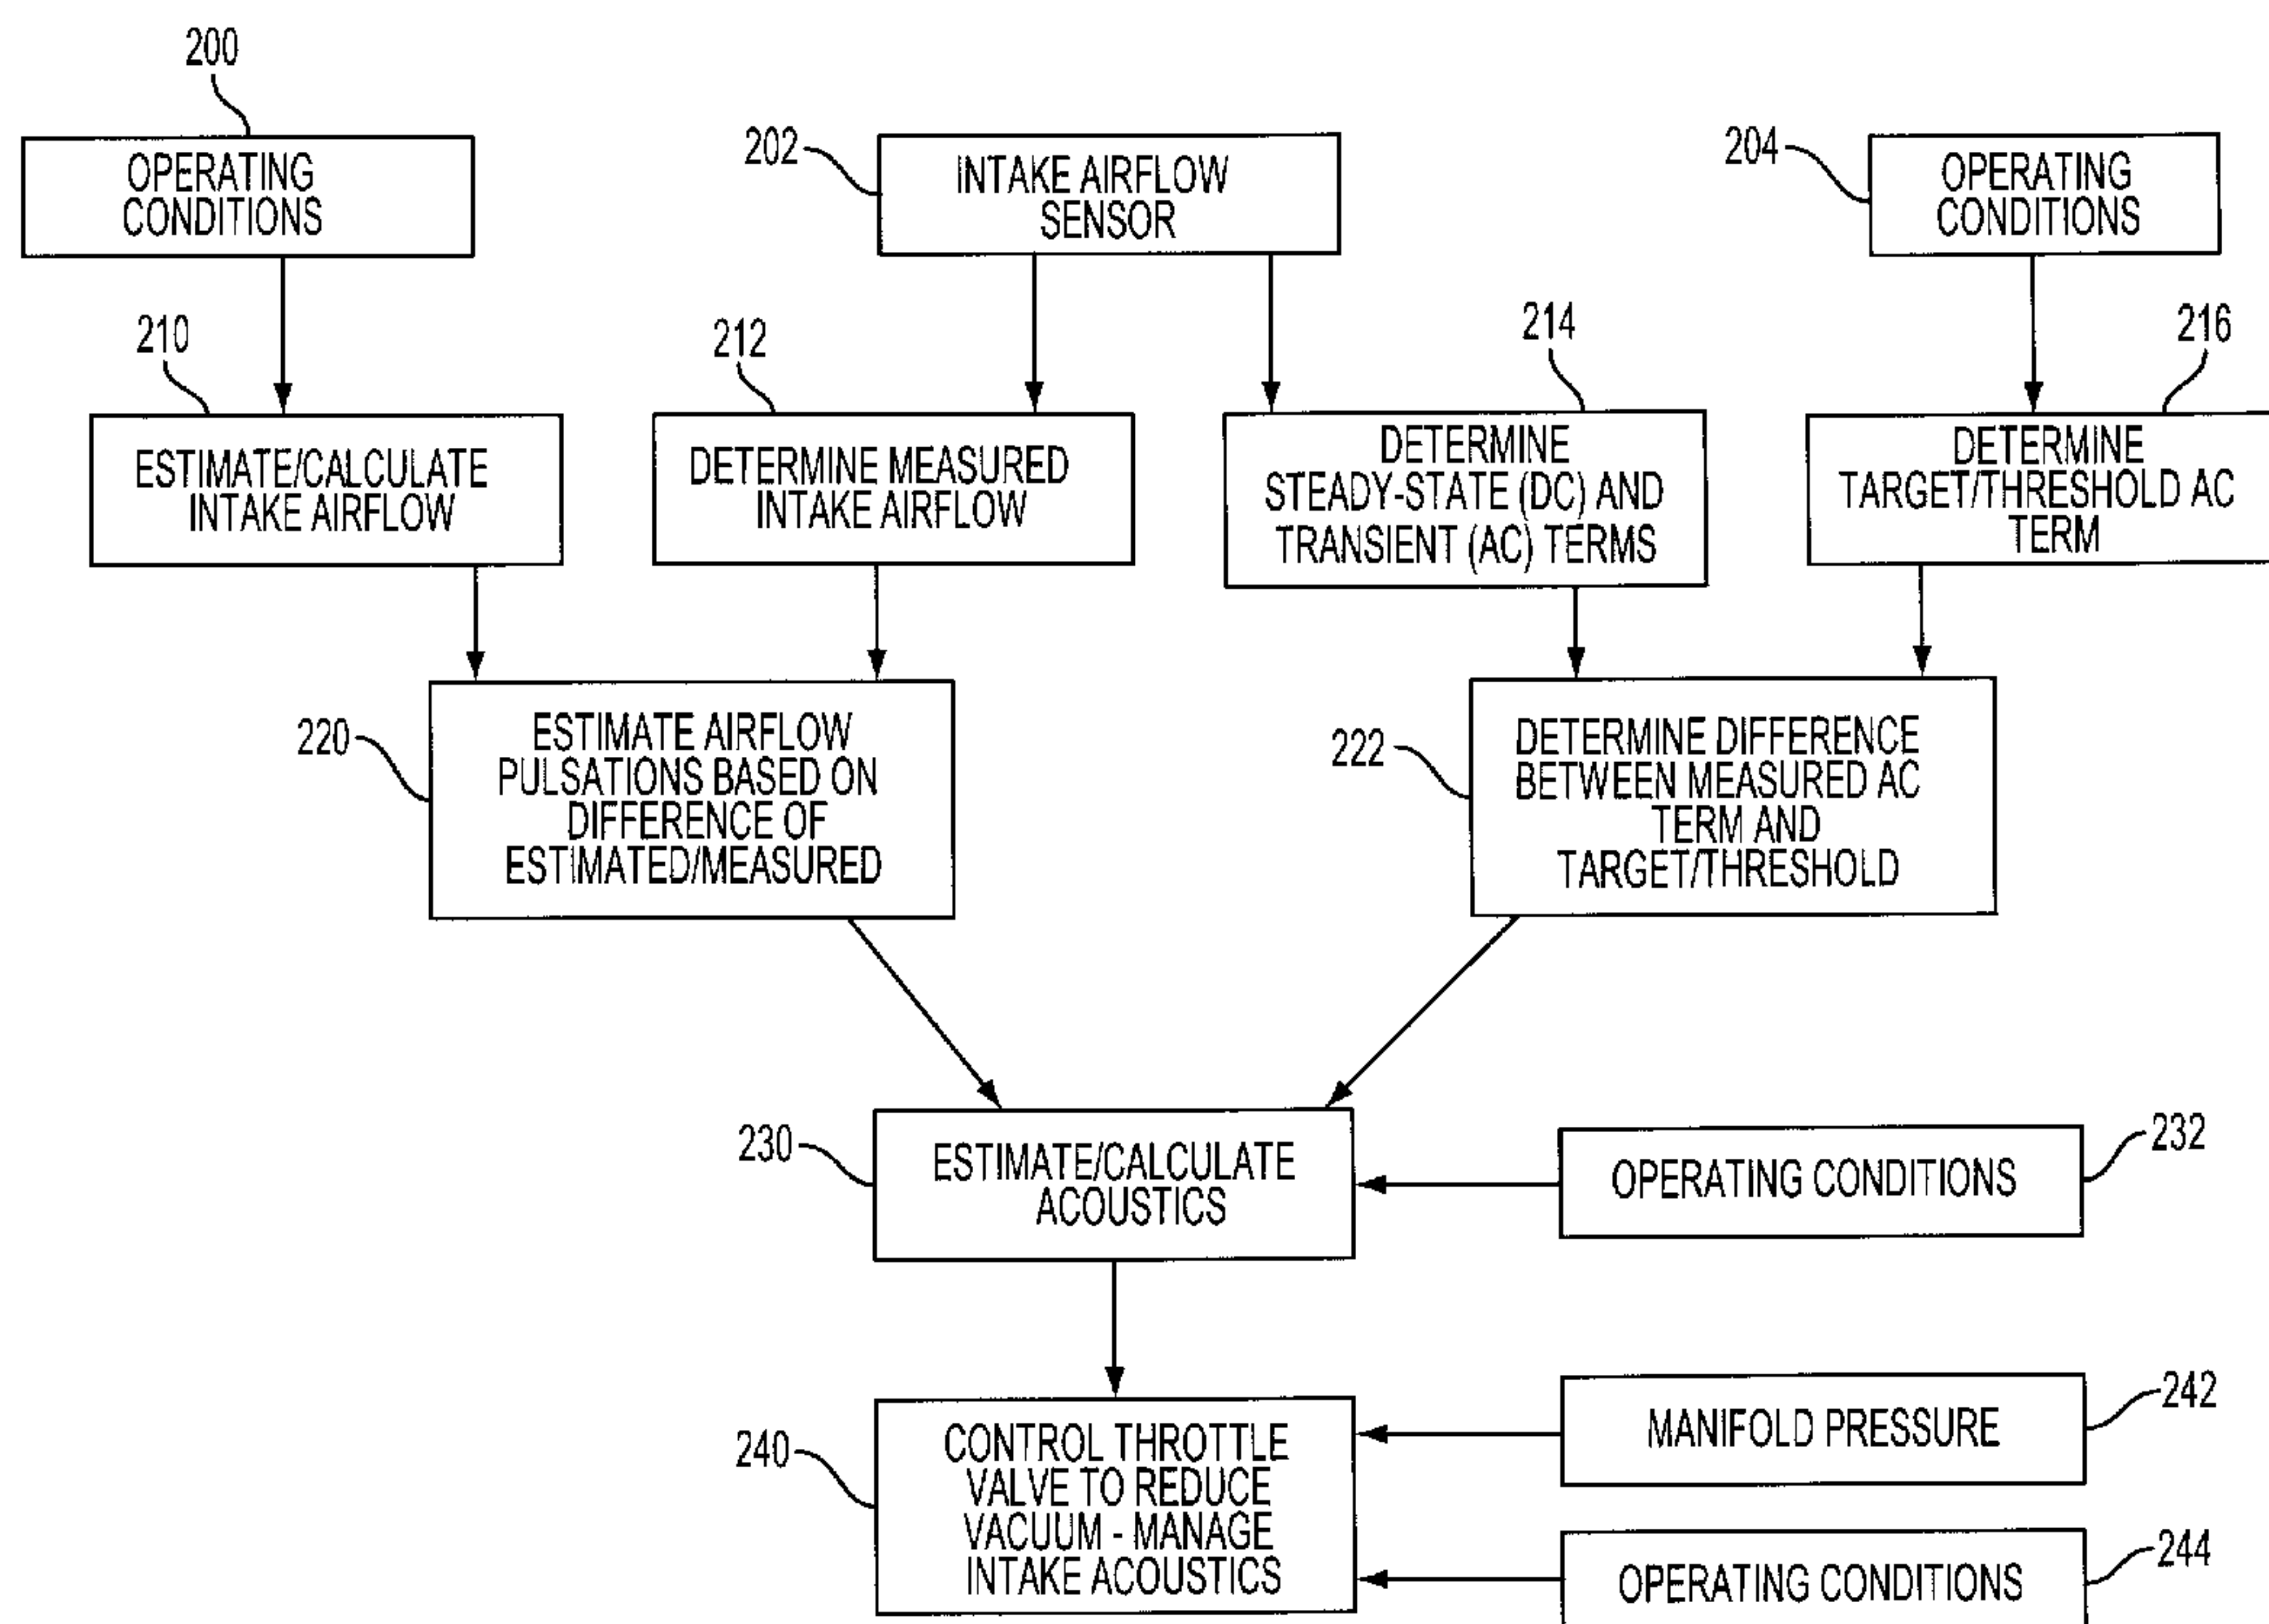 200
OPERATING
CONDITIONS
202
INTAKE AIRFLOW
SENSOR
204
OPERATING
CONDITIONS
210
ESTIMATE/CALCULATE
INTAKE AIRFLOW
212
DETERMINE MEASURED
INTAKE AIRFLOW
214
DETERMINE
STEADY-STATE (DC) AND
TRANSIENT (AC) TERMS
216
DETERMINE
TARGET/THRESHOLD AC
TERM
220
ESTIMATE AIRFLOW
PULSATIONS BASED ON
DIFFERENCE OF
ESTIMATED/MEASURED
222
DETERMINE DIFFERENCE
BETWEEN MEASURED AC
TERM AND
TARGET/THRESHOLD
230
ESTIMATE/CALCULATE
ACOUSTICS
232
OPERATING CONDITIONS
240
CONTROL THROTTLE
VALVE TO REDUCE
VACUUM - MANAGE
INTAKE ACOUSTICS
242
MANIFOLD PRESSURE
244
OPERATING CONDITIONS